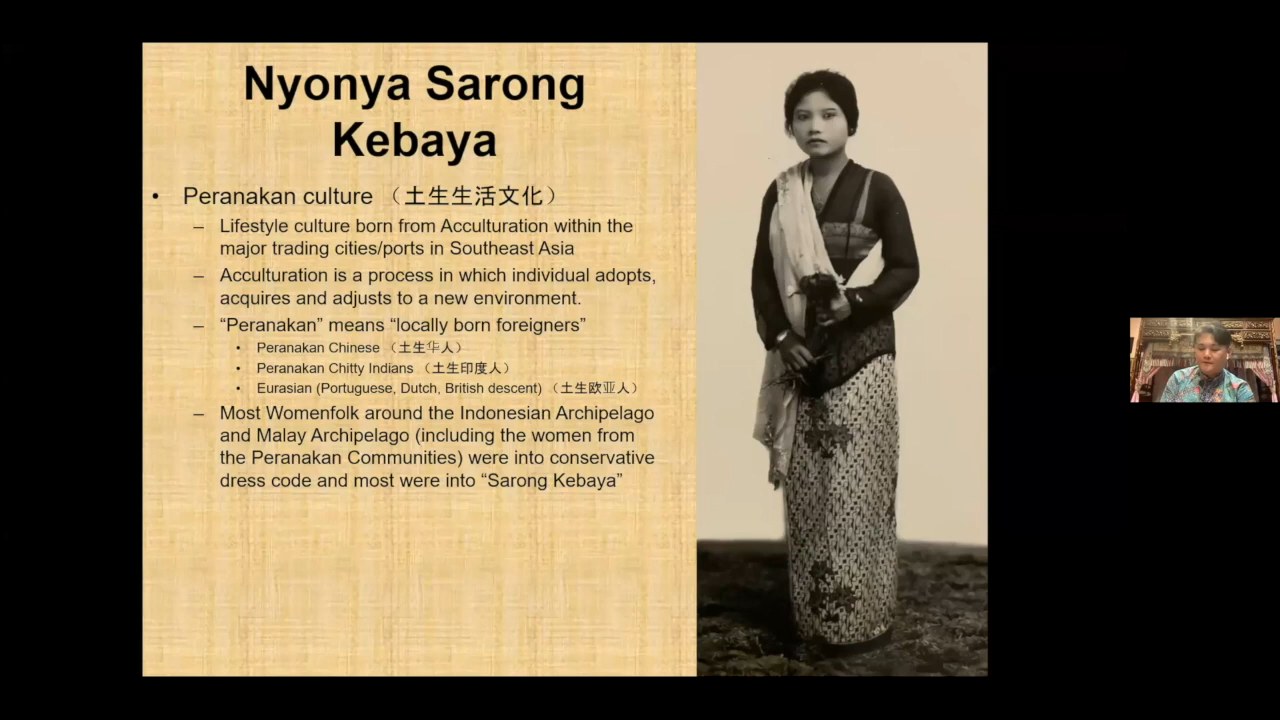 Nyonya Sarong
Kebaya
• Peranakan culture （土生生活文化）
– Lifestyle culture born from Acculturation within the
major trading cities/ports in Southeast Asia
– Acculturation is a process in which individual adopts,
acquires and adjusts to a new environment.
– “Peranakan” means “locally born foreigners”
• Peranakan Chinese （土生华人）
• Peranakan Chitty Indians （土生印度人）
• Eurasian (Portuguese, Dutch, British descent) （土生欧亚人）
– Most Womenfolk around the Indonesian Archipelago
and Malay Archipelago (including the women from
the Peranakan Communities) were into conservative
dress code and most were into “Sarong Kebaya”